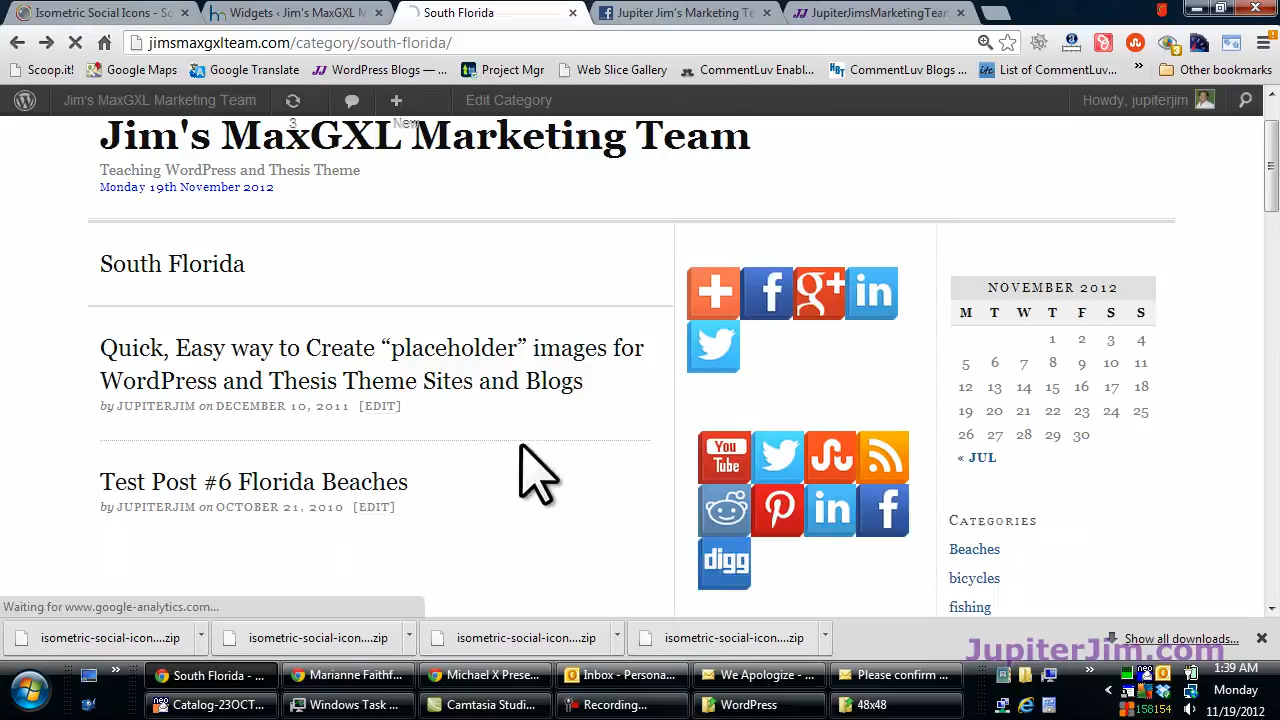 Isometric Social Icons - S
Widgets ‹ Jim's MaxGXL M
South Florida
Jupiter Jim's Marketing Te
JupiterJimsMarketingTean
jimsmaxgxlteam.com/category/south-florida/
Scoop.it!
Google Maps
Google Translate
WordPress Blogs —...
Project Mgr
Web Slice Gallery
CommentLuv Enabl...
CommentLuv Blogs ...
List of CommentLuv...
Other bookmarks
Jim's MaxGXL Marketing Team
3
New
Edit Category
Howdy, jupiterjim
Jim's MaxGXL Marketing Team
Teaching WordPress and Thesis Theme
Monday 19th November 2012
South Florida
Quick, Easy way to Create “placeholder” images for
WordPress and Thesis Theme Sites and Blogs
by JUPITERJIM on DECEMBER 10, 2011 [EDIT]
Test Post #6 Florida Beaches
by JUPITERJIM on OCTOBER 21, 2010 [EDIT]
You
Tube
digg
NOVEMBER 2012
M T W T F S S
1 2 3 4
5 6 7 8 9 10 11
12 13 14 15 16 17 18
19 20 21 22 23 24 25
26 27 28 29 30
« JUL
Categories
Beaches
bicycles
fishing
Waiting for www.google-analytics.com...
isometric-social-icon....zip
isometric-social-icon....zip
isometric-social-icon....zip
isometric-social-icon....zip
Show all downloads...
JupiterJim.com
South Florida - ...
Marianne Faithf...
Michael X Prese...
Inbox - Persona...
We Apologize - ...
Please confirm ...
1:39 AM
Monday
11/19/2012
Catalog-23OCT...
Windows Task ...
Camtasia Studi...
Recording...
WordPress
48x48
158154